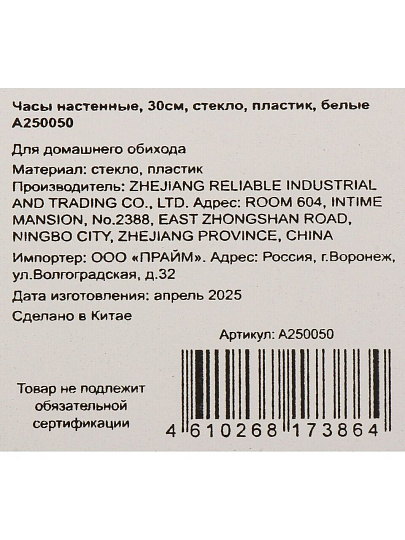 Часы настенные, 30см, стекло, пластик, белые
A250050
Для домашнего обихода
Материал: стекло, пластик
Производитель: ZHEJIANG RELIABLE INDUSTRIAL
AND TRADING CO., LTD. Адрес: ROOM 604, INTIME
MANSION, No.2388, EAST ZHONGSHAN ROAD,
NINGBO CITY, ZHEJIANG PROVINCE, CHINA
Импортер: ООО «ПРАЙМ». Адрес: Россия, г.Воронеж,
ул.Волгоградская, д.32
Дата изготовления: апрель 2025
Сделано в Китае
Артикул: A250050
Товар не подлежит
обязательной
сертификации
4 610268 173864